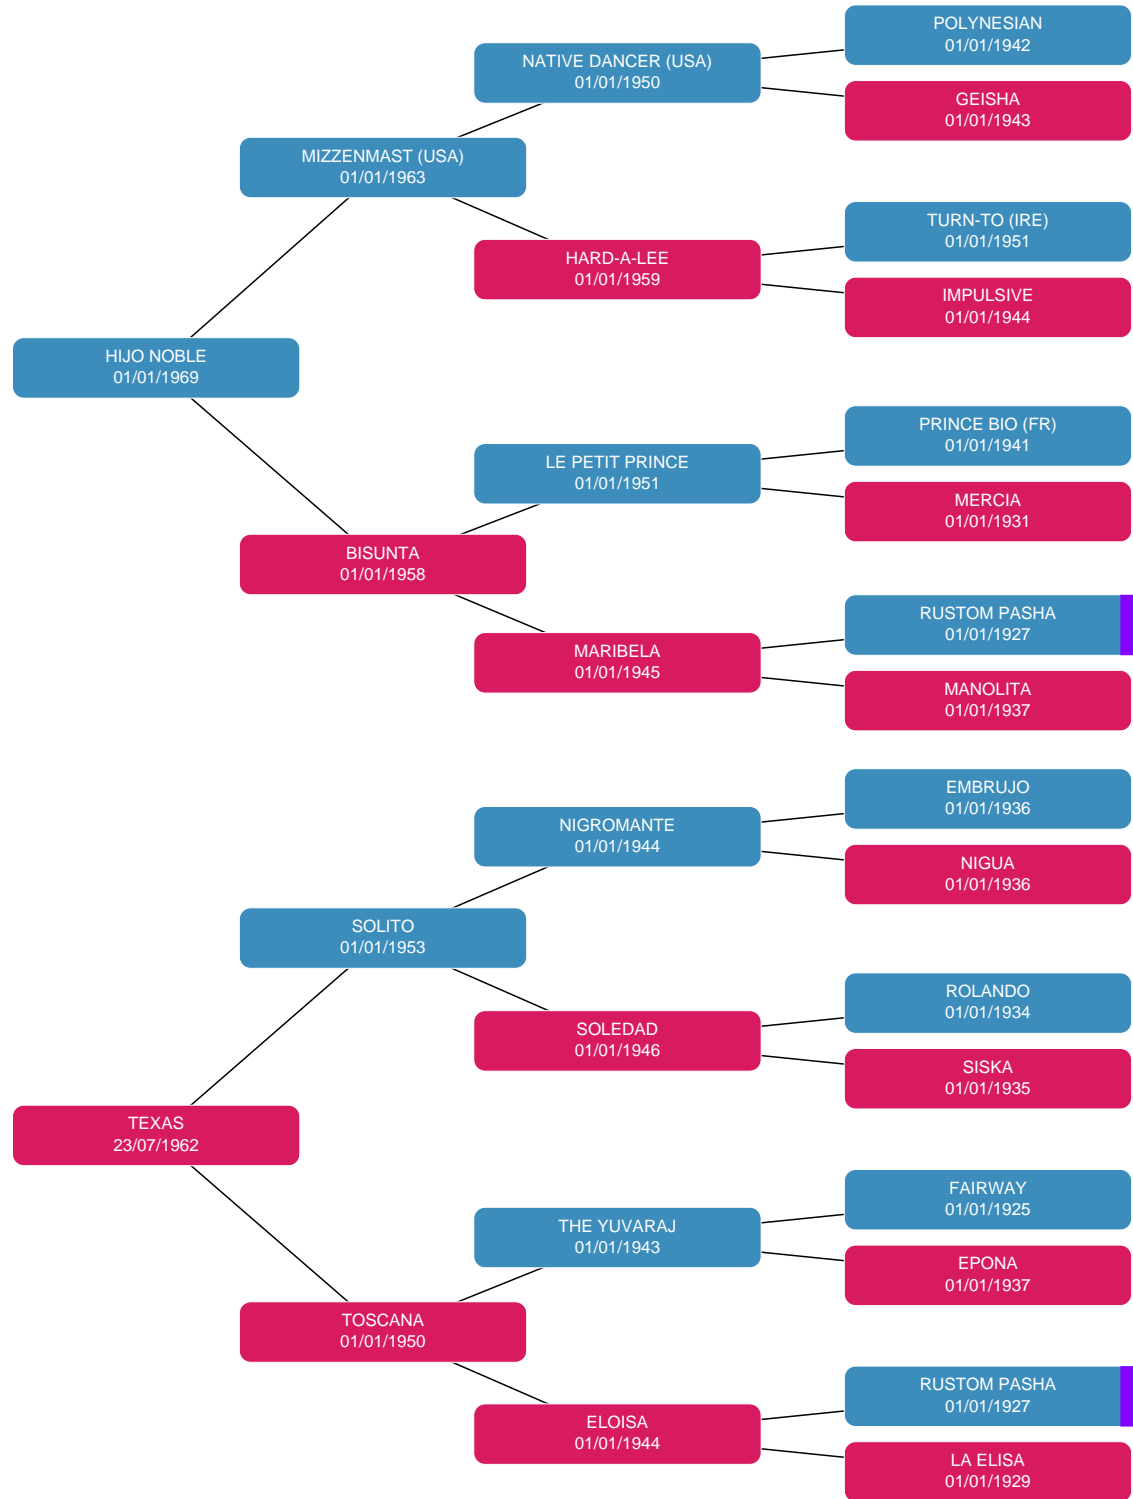 POLYNESIAN
01/01/1942
NATIVE DANCER (USA)
01/01/1950
GEISHA
01/01/1943
MIZZENMAST (USA)
01/01/1963
TURN-TO (IRE)
01/01/1951
HARD-A-LEE
01/01/1959
IMPULSIVE
01/01/1944
HIJO NOBLE
01/01/1969
PRINCE BIO (FR)
01/01/1941
LE PETIT PRINCE
01/01/1951
MERCIA
01/01/1931
BISUNTA
01/01/1958
RUSTOM PASHA
01/01/1927
MARIBELA
01/01/1945
MANOLITA
01/01/1937
EMBRUJO
01/01/1936
NIGROMANTE
01/01/1944
NIGUA
01/01/1936
SOLITO
01/01/1953
ROLANDO
01/01/1934
SOLEDAD
01/01/1946
SISKA
01/01/1935
TEXAS
23/07/1962
FAIRWAY
01/01/1925
THE YUVARAJ
01/01/1943
EPONA
01/01/1937
TOSCANA
01/01/1950
RUSTOM PASHA
01/01/1927
ELOISA
01/01/1944
LA ELISA
01/01/1929